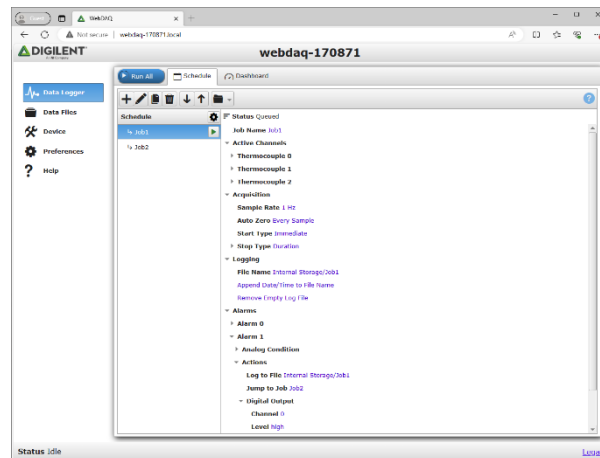 Guest
WebDAQ
Not secure
webdaq-170871.local
DIGILENT
webdaq-170871
Run All
Schedule
Dashboard
Data Logger
Data Files
Device
Preferences
Help
Schedule
Job1
Job2
Status Queued
Job Name Job1
Active Channels
Thermocouple 0
Thermocouple 1
Thermocouple 2
Acquisition
Sample Rate 1 Hz
Auto Zero Every Sample
Start Type Immediate
Stop Type Duration
Logging
File Name Internal Storage/Job1
Append Date/Time to File Name
Remove Empty Log File
Alarms
Alarm 0
Alarm 1
Analog Condition
Actions
Log to File Internal Storage/Job1
Jump to Job Job2
Digital Output
Channel 0
Level high
Status Idle
Legal